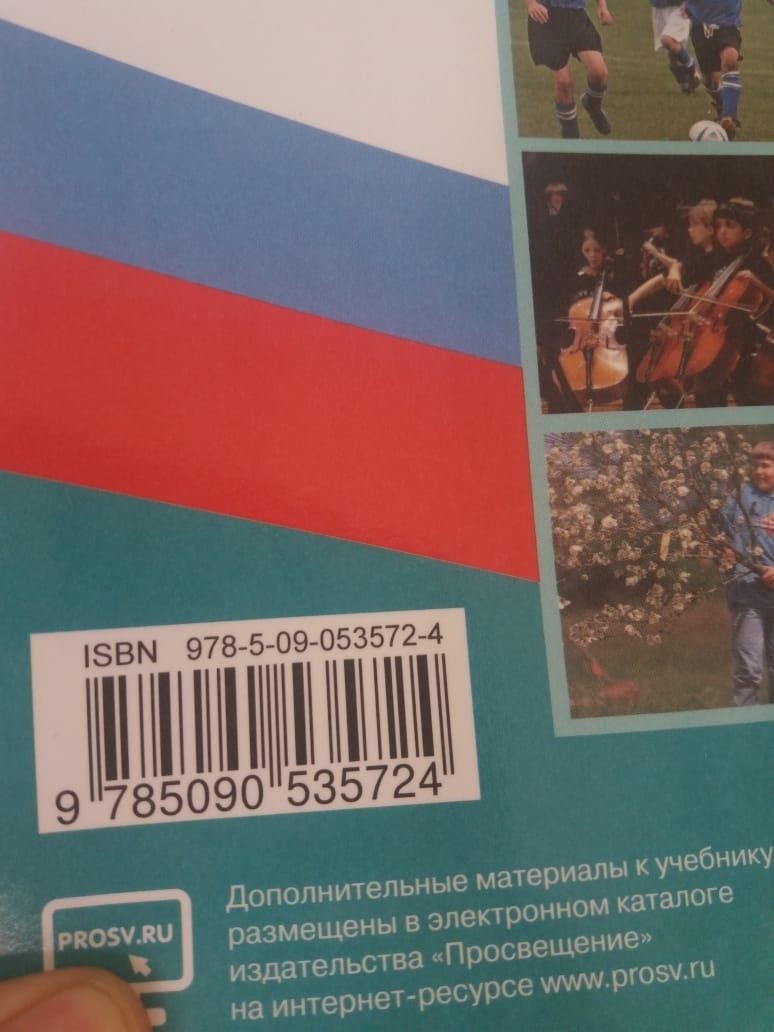 ISBN 978-5-09-053572-4
9 785090 535724
PROSV.RU
Дополнительные материалы к учебнику
размещены в электронном каталоге
издательства «Просвещение»
на интернет-ресурсе www.prosv.ru